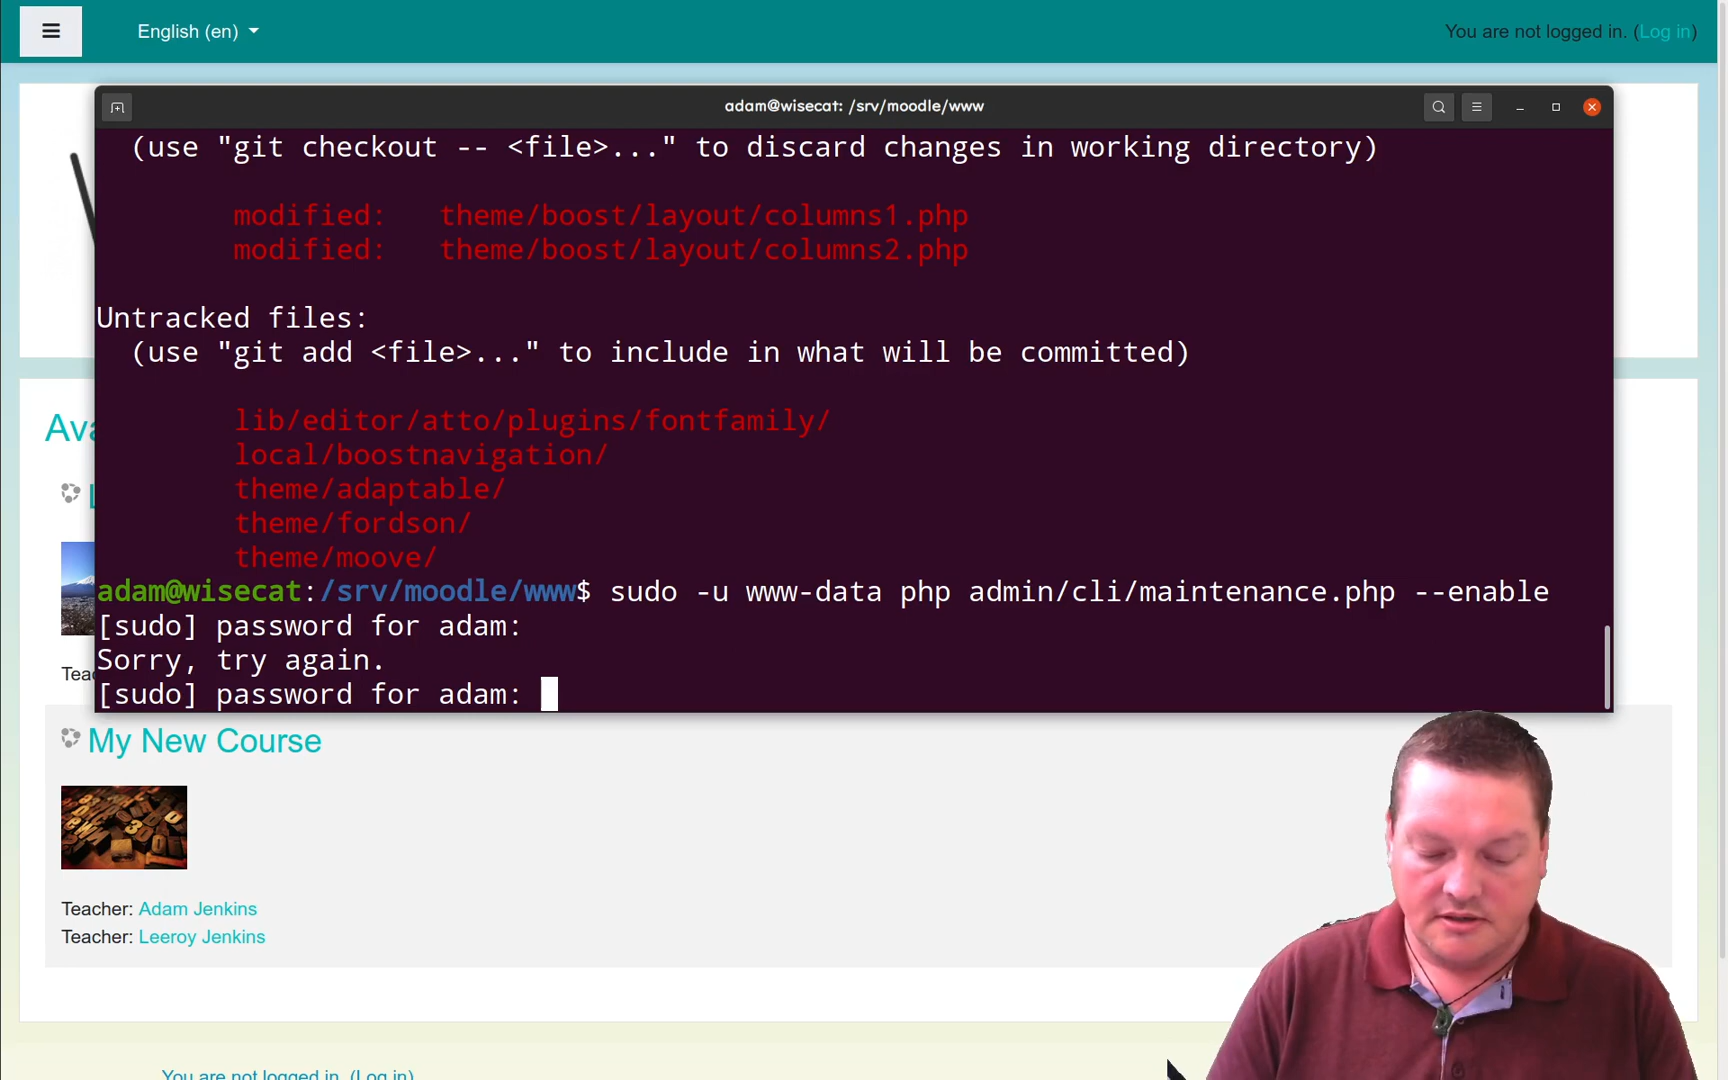 English (en)
You are not logged in. (Log in)
adam@wisecat: /srv/moodle/www
(use "git checkout -- <file>..." to discard changes in working directory)
modified: theme/boost/layout/columns1.php
modified: theme/boost/layout/columns2.php
Untracked files:
(use "git add <file>..." to include in what will be committed)
lib/editor/atto/plugins/fontfamily/
local/boostnavigation/
theme/adaptable/
theme/fordson/
theme/moove/
adam@wisecat:/srv/moodle/www$ sudo -u www-data php admin/cli/maintenance.php --enable
[sudo] password for adam:
Sorry, try again.
[sudo] password for adam:
My New Course
Teacher: Adam Jenkins
Teacher: Leeroy Jenkins
You are not logged in. (Log in)